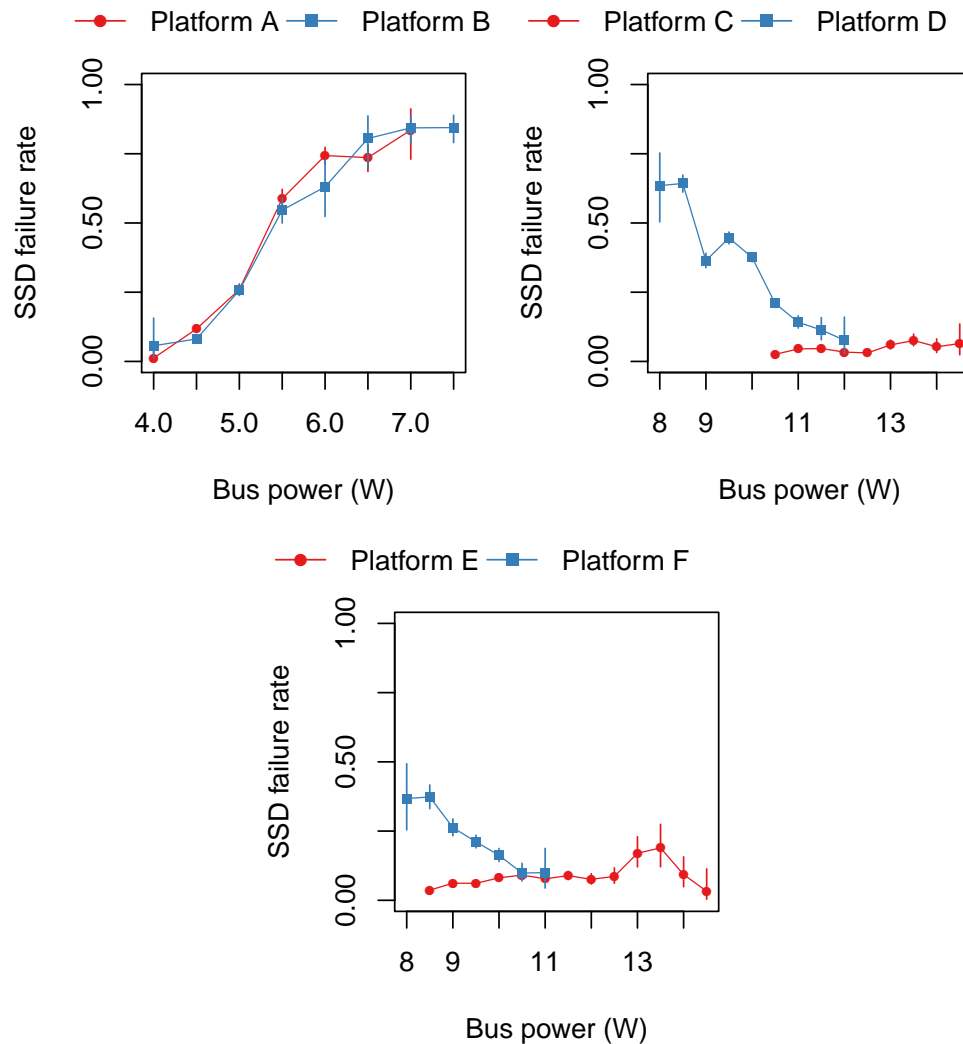 Platform A Platform B
SSD failure rate
1.00
0.50
0.00
4.0 5.0 6.0 7.0
Bus power (W)
Platform C Platform D
SSD failure rate
1.00
0.50
0.00
8 9 11 13
Bus power (W)
Platform E Platform F
SSD failure rate
1.00
0.50
0.00
8 9 11 13
Bus power (W)